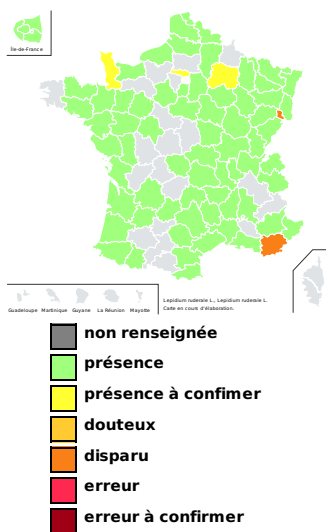 Île-de-France
Guadeloupe Martinique Guyane La Réunion Mayotte
Lepidium ruderale L., Lepidium ruderale L.
Carte en cours d'élaboration.
non renseignée
présence
présence à confimer
douteux
disparu
erreur
erreur à confirmer